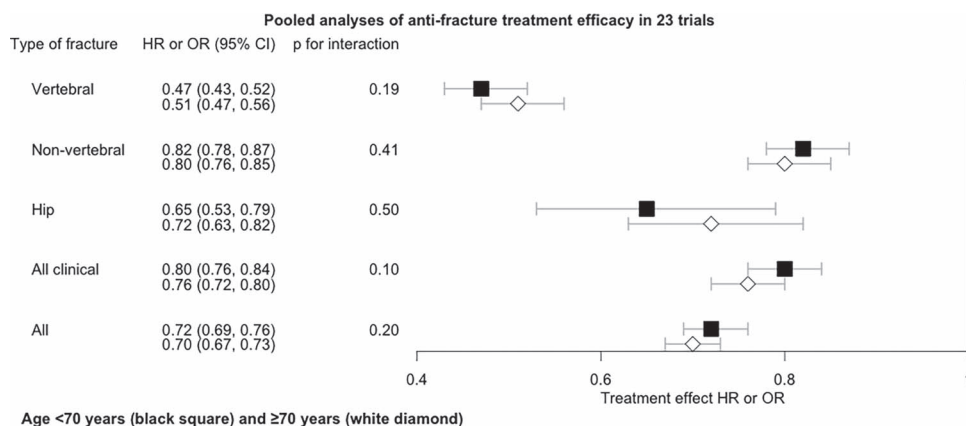 Pooled analyses of anti-fracture treatment efficacy in 23 trials
Type of fracture HR or OR (95% CI) p for interaction
Vertebral 0.47 (0.43, 0.52) 0.19
0.51 (0.47, 0.56)
Non-vertebral 0.82 (0.78, 0.87) 0.41
0.80 (0.76, 0.85)
Hip 0.65 (0.53, 0.79) 0.50
0.72 (0.63, 0.82)
All clinical 0.80 (0.76, 0.84) 0.10
0.76 (0.72, 0.80)
All 0.72 (0.69, 0.76) 0.20
0.70 (0.67, 0.73)
0.4 0.6 0.8
Treatment effect HR or OR
Age <70 years (black square) and ≥70 years (white diamond)